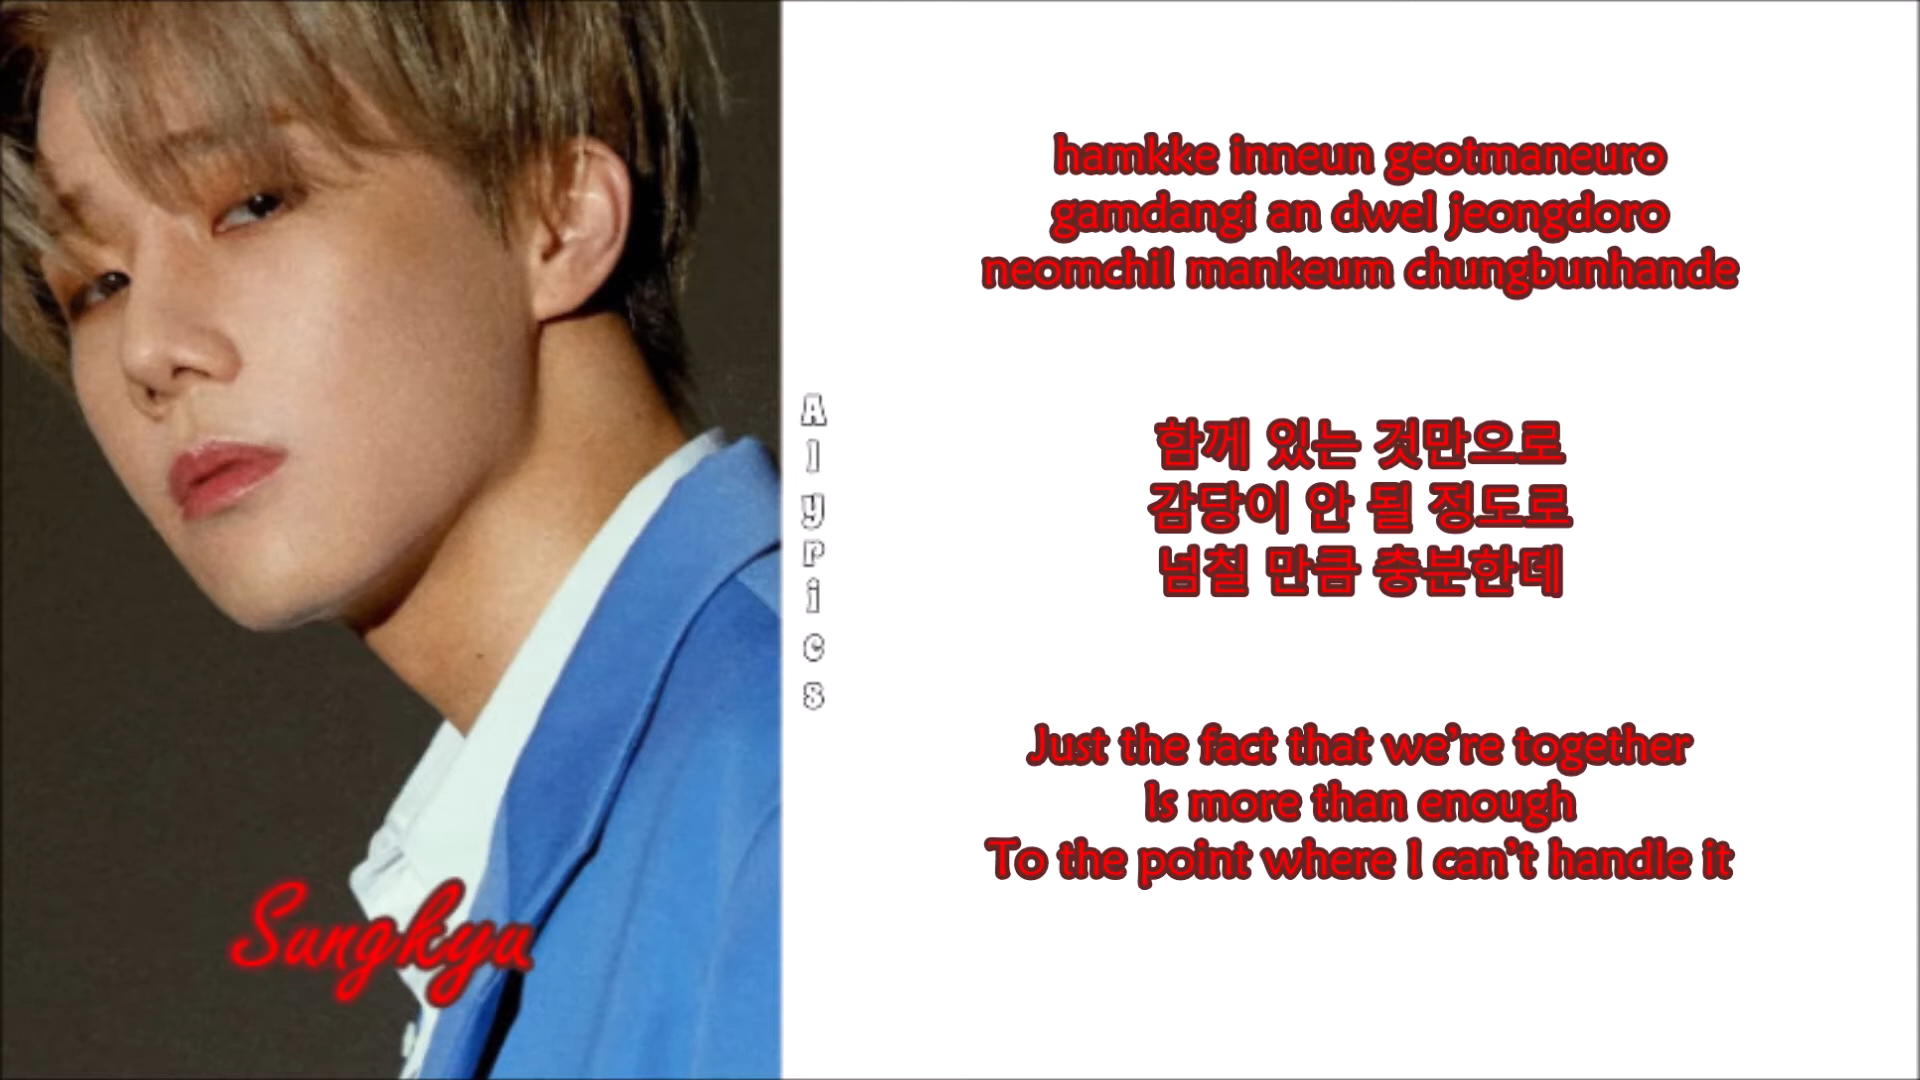 hamkke inneun geotmaneuro
gamdangi an dwel jeongdoro
neomchil mankeum chungbunhande
함께 있는 것만으로
감당이 안 될 정도로
넘칠 만큼 충분한데
Just the fact that we're together
Is more than enough
To the point where I can't handle it
Alyrics
Sungkyu